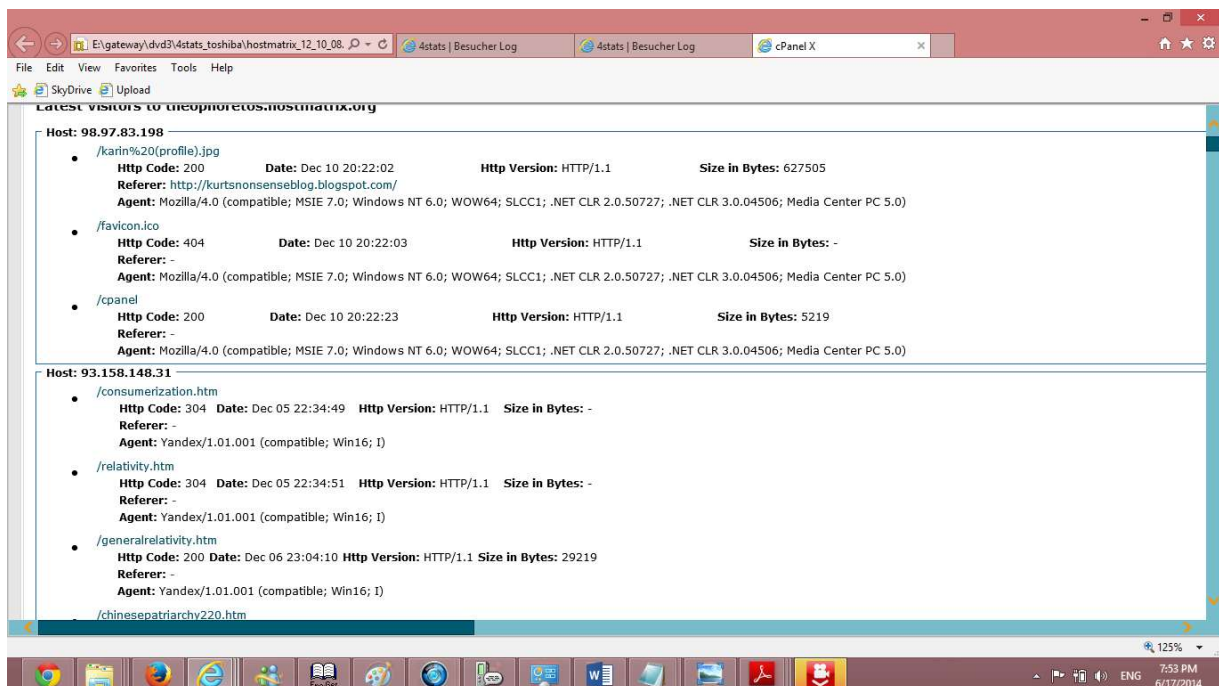 E:\gateway\dvd3\4stats_toshiba\hostmatrix_12_10_08.
4stats | Besucher Log
4stats | Besucher Log
cPanel X
File Edit View Favorites Tools Help
SkyDrive Upload
Latest visitors to theophoretos.hostmatrix.org
Host: 98.97.83.198
/karin%20(profile).jpg
Http Code: 200 Date: Dec 10 20:22:02 Http Version: HTTP/1.1 Size in Bytes: 627505
Referer: http://kurtsnonsenseblog.blogspot.com/
Agent: Mozilla/4.0 (compatible; MSIE 7.0; Windows NT 6.0; WOW64; SLCC1; .NET CLR 2.0.50727; .NET CLR 3.0.04506; Media Center PC 5.0)
/favicon.ico
Http Code: 404 Date: Dec 10 20:22:03 Http Version: HTTP/1.1 Size in Bytes: -
Referer: -
Agent: Mozilla/4.0 (compatible; MSIE 7.0; Windows NT 6.0; WOW64; SLCC1; .NET CLR 2.0.50727; .NET CLR 3.0.04506; Media Center PC 5.0)
/cpanel
Http Code: 200 Date: Dec 10 20:22:23 Http Version: HTTP/1.1 Size in Bytes: 5219
Referer: -
Agent: Mozilla/4.0 (compatible; MSIE 7.0; Windows NT 6.0; WOW64; SLCC1; .NET CLR 2.0.50727; .NET CLR 3.0.04506; Media Center PC 5.0)
Host: 93.158.148.31
/consumerization.htm
Http Code: 304 Date: Dec 05 22:34:49 Http Version: HTTP/1.1 Size in Bytes: -
Referer: -
Agent: Yandex/1.01.001 (compatible; Win16; I)
/relativity.htm
Http Code: 304 Date: Dec 05 22:34:51 Http Version: HTTP/1.1 Size in Bytes: -
Referer: -
Agent: Yandex/1.01.001 (compatible; Win16; I)
/generalrelativity.htm
Http Code: 200 Date: Dec 06 23:04:10 Http Version: HTTP/1.1 Size in Bytes: 29219
Referer: -
Agent: Yandex/1.01.001 (compatible; Win16; I)
/chinesepatriarchy220.htm
125%
ENG
7:53 PM
6/17/2014